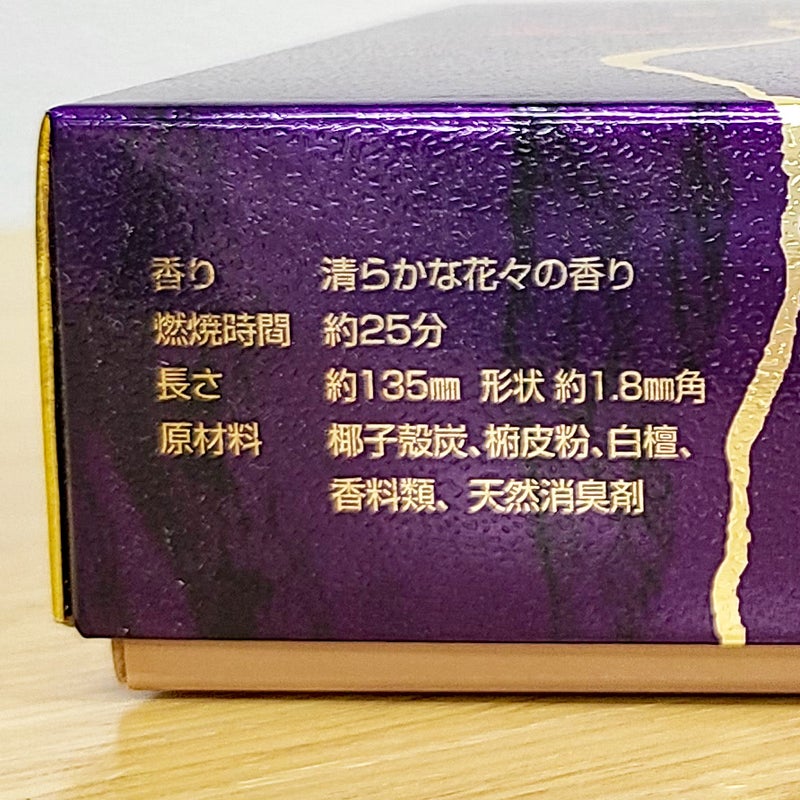 香り 清らかな花々の香り
燃焼時間 約25分
長さ 約135㎜ 形状 約1.8㎜角
原材料 椰子殻炭、椨皮粉、白檀、
香料類、天然消臭剤